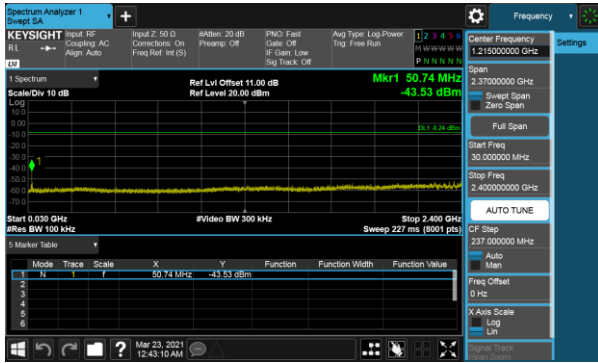 Spectrum Analyzer 1
Swept SA
+
Frequency
KEYSIGHT Input: RF Input Z: 50 Ω #Atten: 20 dB PNO: Fast Avg Type: Log-Power 1 2 3 4 5 6
RL Coupling: AC Corrections: On Preamp: Off Gate: Off Trig: Free Run M W W W W W
Align: Auto Freq Ref: Int (S) IF Gain: Low
Sig Track: Off P N N N N N
Center Frequency
1.215000000 GHz
Settings
1 Spectrum
Ref Lvl Offset 11.00 dB
Mkr1 50.74 MHz
Scale/Div 10 dB
Ref Level 20.00 dBm
-43.53 dBm
Span
2.37000000 GHz
Swept Span
Zero Span
Full Span
Log
10.0
0.00
-10.0
DL1 -8.24 dBm
-20.0
-30.0
-40.0
1
-50.0
-60.0
-70.0
Start Freq
30.000000 MHz
Stop Freq
2.400000000 GHz
AUTO TUNE
Start 0.030 GHz
#Video BW 300 kHz
Stop 2.400 GHz
#Res BW 100 kHz
Sweep 227 ms (8001 pts)
CF Step
237.000000 MHz
Auto
Man
Freq Offset
0 Hz
X Axis Scale
Log
Lin
Signal Track
(Span Zoom)
5 Marker Table
Mode Trace Scale X Y Function Function Width Function Value
1 N 1 f 50.74 MHz -43.53 dBm
2
3
4
5
6
? Mar 23, 2021
12:43:10 AM